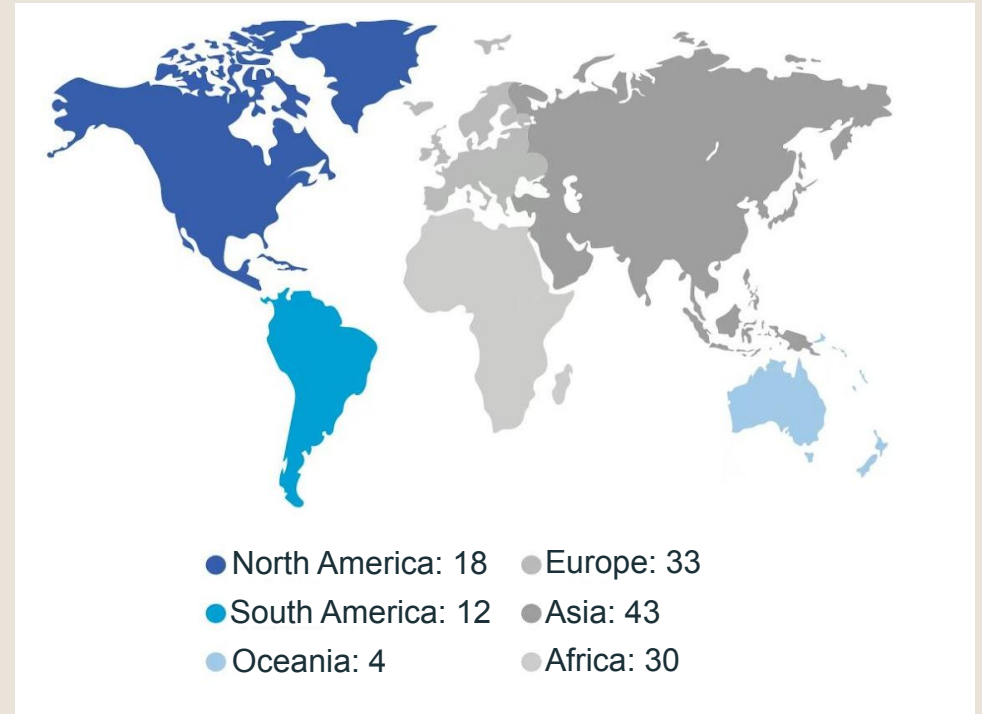 North America: 18
Europe: 33
South America: 12
Asia: 43
Oceania: 4
Africa: 30